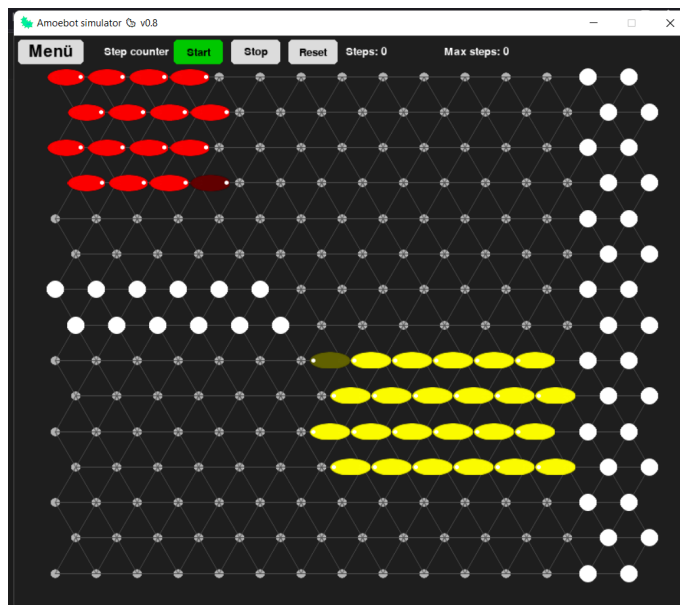 Amoebot simulator v0.8
Menü Step counter Start Stop Reset Steps: 0 Max steps: 0